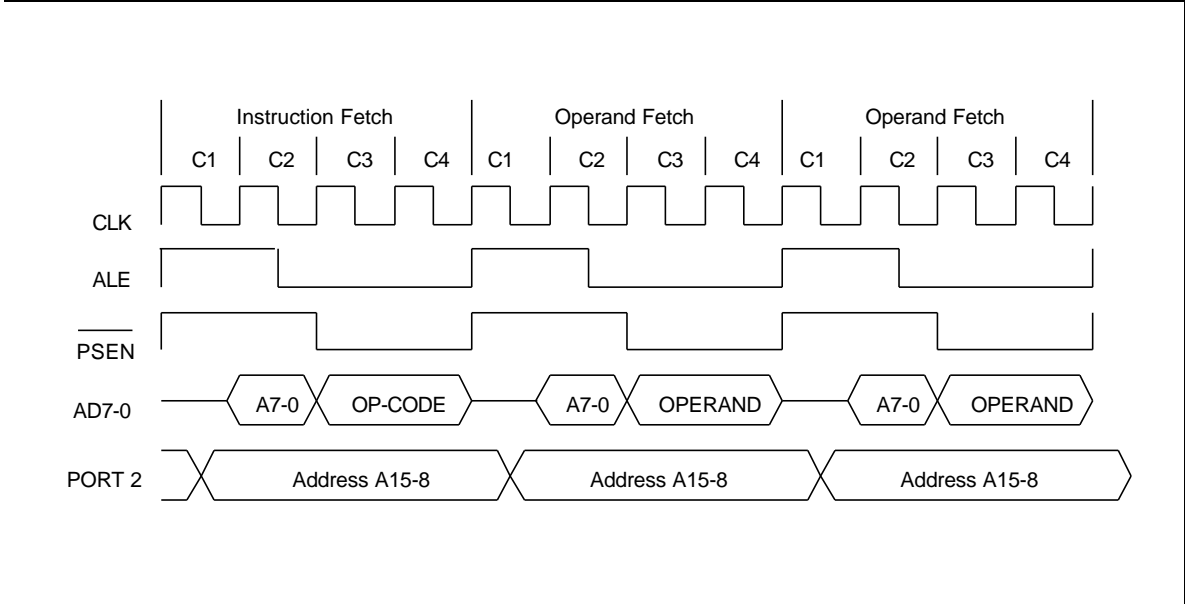 Instruction Fetch Operand Fetch Operand Fetch
C1 C2 C3 C4 C1 C2 C3 C4 C1 C2 C3 C4
CLK
ALE
PSEN
AD7-0 A7-0 OP-CODE A7-0 OPERAND A7-0 OPERAND
PORT 2 Address A15-8 Address A15-8 Address A15-8